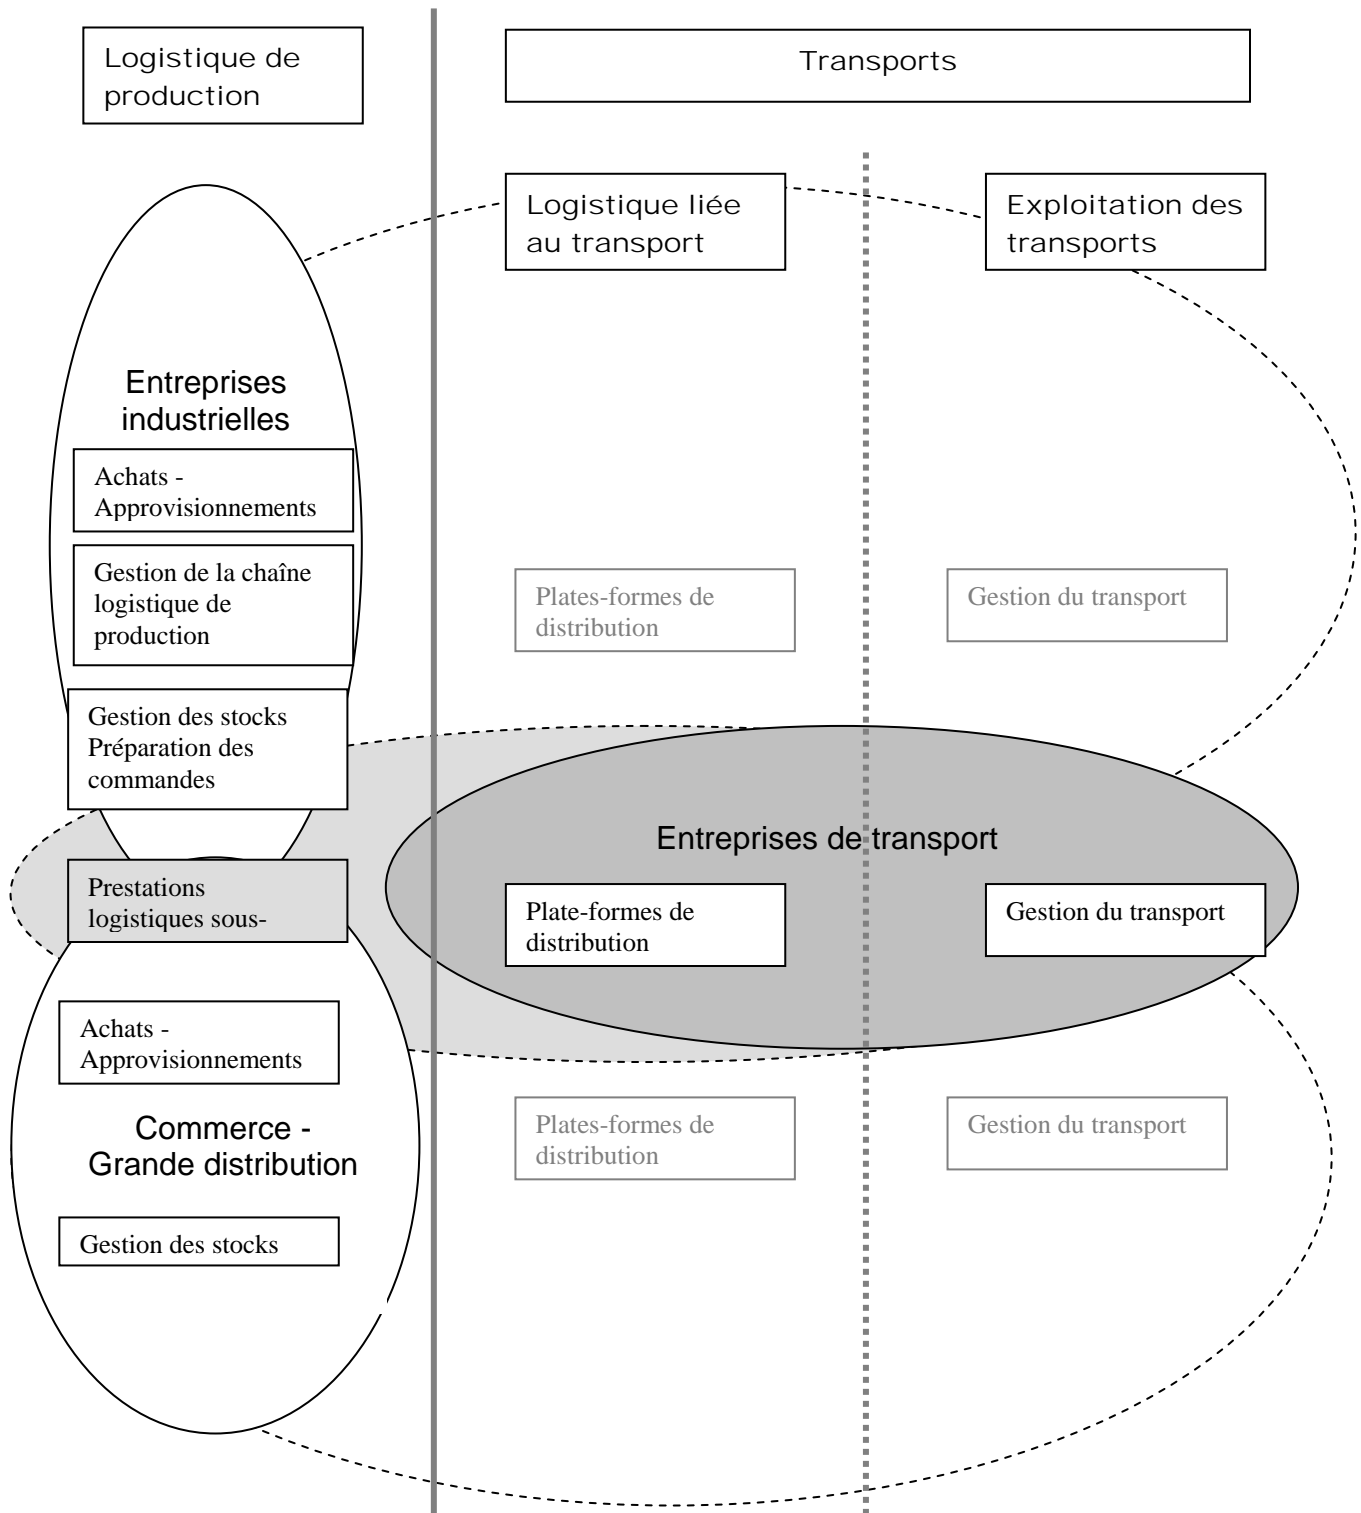 Logistique de
production
Transports
Logistique liée
au transport
Exploitation des
transports
Entreprises
industrielles
Achats -
Approvisionnements
Gestion de la chaîne
logistique de
production
Plates-formes de
distribution
Gestion du transport
Gestion des stocks
Préparation des
commandes
Entreprises de transport
Prestations
logistiques sous-
Plate-formes de
distribution
Gestion du transport
Achats -
Approvisionnements
Commerce -
Grande distribution
Plates-formes de
distribution
Gestion du transport
Gestion des stocks